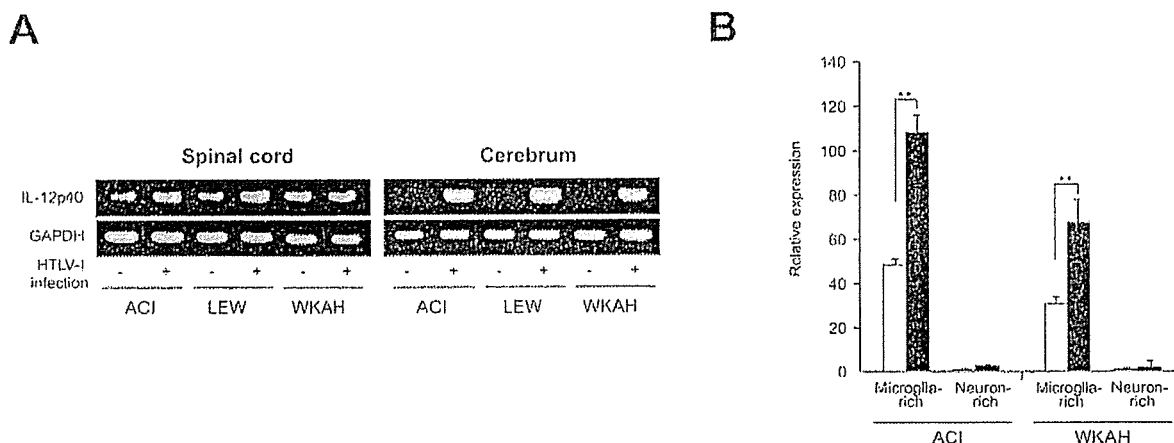 A
Spinal cord Cerebrum
IL-12p40
GAPDH
HTLV-I infection - + - + - + - + - + - +
ACI LEW WKAH ACI LEW WKAH
B
Relative expression
140
120
100
80
60
40
20
0
**
**
Microglia-rich Neuron-rich Microglia-rich Neuron-rich
ACI WKAH